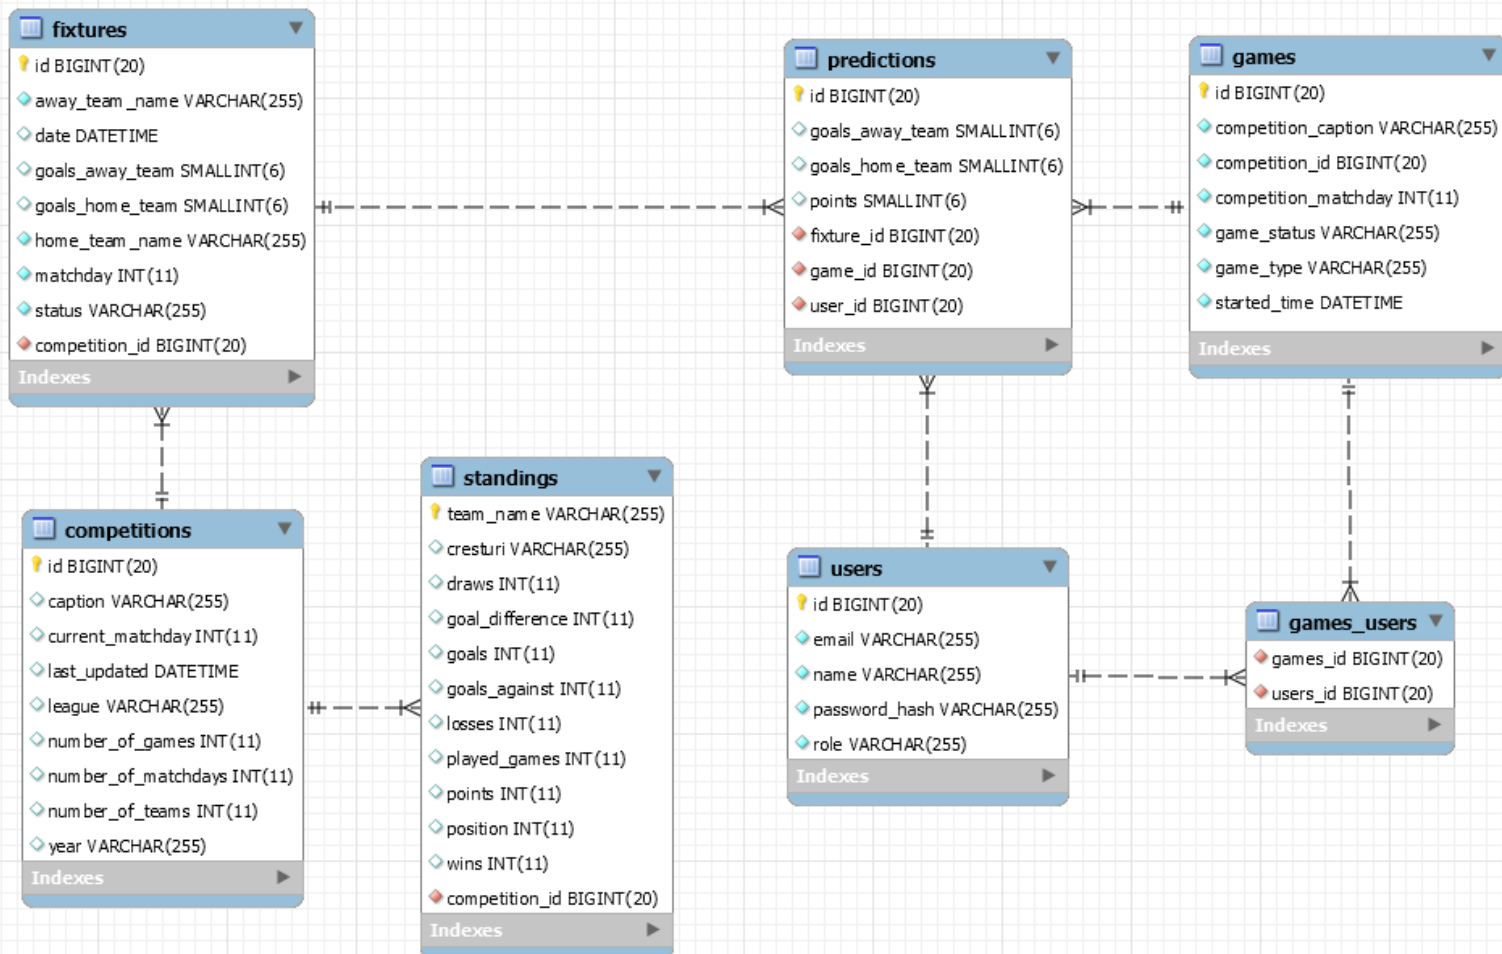 fixtures
id BIGINT(20)
away_team_name VARCHAR(255)
date DATETIME
goals_away_team SMALLINT(6)
goals_home_team SMALLINT(6)
home_team_name VARCHAR(255)
matchday INT(11)
status VARCHAR(255)
competition_id BIGINT(20)
Indexes
predictions
id BIGINT(20)
goals_away_team SMALLINT(6)
goals_home_team SMALLINT(6)
points SMALLINT(6)
fixture_id BIGINT(20)
game_id BIGINT(20)
user_id BIGINT(20)
Indexes
games
id BIGINT(20)
competition_caption VARCHAR(255)
competition_id BIGINT(20)
competition_matchday INT(11)
game_status VARCHAR(255)
game_type VARCHAR(255)
started_time DATETIME
Indexes
competitions
id BIGINT(20)
caption VARCHAR(255)
current_matchday INT(11)
last_updated DATETIME
league VARCHAR(255)
number_of_games INT(11)
number_of_matchdays INT(11)
number_of_teams INT(11)
year VARCHAR(255)
Indexes
standings
team_name VARCHAR(255)
cresturi VARCHAR(255)
draws INT(11)
goal_difference INT(11)
goals INT(11)
goals_against INT(11)
losses INT(11)
played_games INT(11)
points INT(11)
position INT(11)
wins INT(11)
competition_id BIGINT(20)
Indexes
users
id BIGINT(20)
email VARCHAR(255)
name VARCHAR(255)
password_hash VARCHAR(255)
role VARCHAR(255)
Indexes
games_users
games_id BIGINT(20)
users_id BIGINT(20)
Indexes